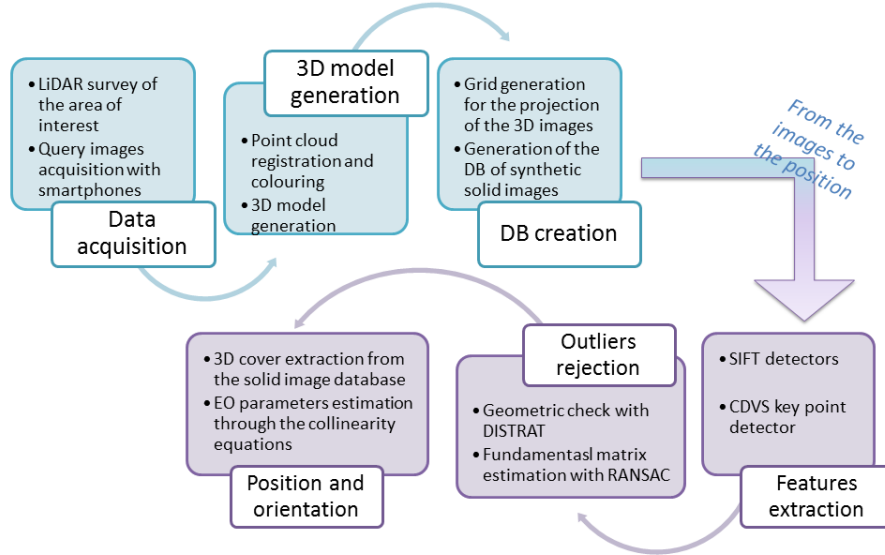 • LiDAR survey of
the area of
interest
• Query images
acquisition with
smartphones
Data
acquisition
3D model
generation
• Point cloud
registration and
colouring
• 3D model
generation
• Grid generation
for the projection
of the 3D images
• Generation of the
DB of synthetic
solid images
DB creation
From the
images to
the position
• SIFT detectors
• CDVS key point
detector
Features
extraction
Outliers
rejection
• Geometric check with
DISTRAT
• Fundamentasl matrix
estimation with RANSAC
• 3D cover extraction from
the solid image database
• EO parameters estimation
through the collinearity
equations
Position and
orientation